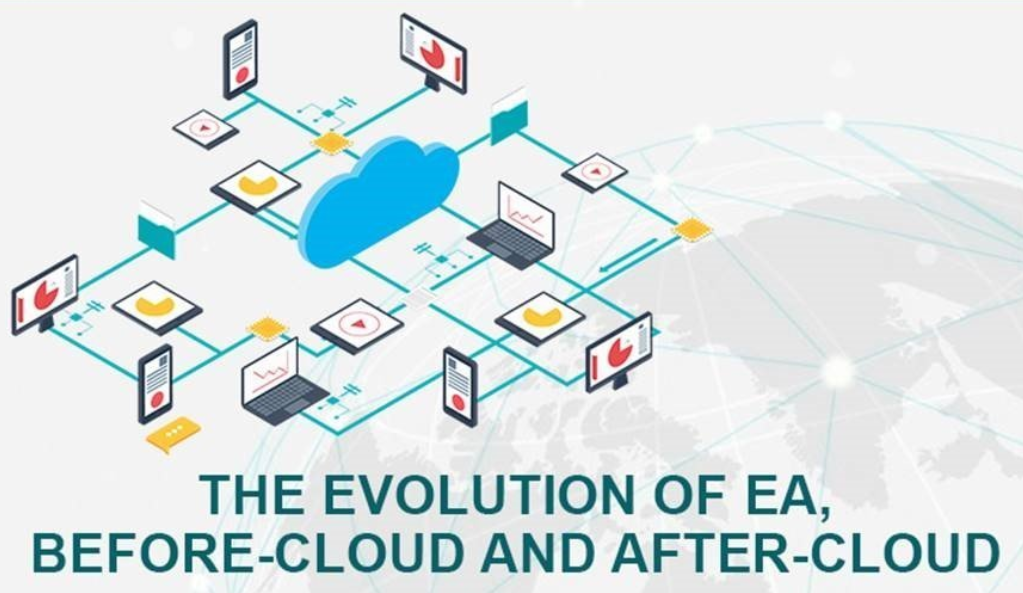 THE EVOLUTION OF EA,
BEFORE-CLOUD AND AFTER-CLOUD